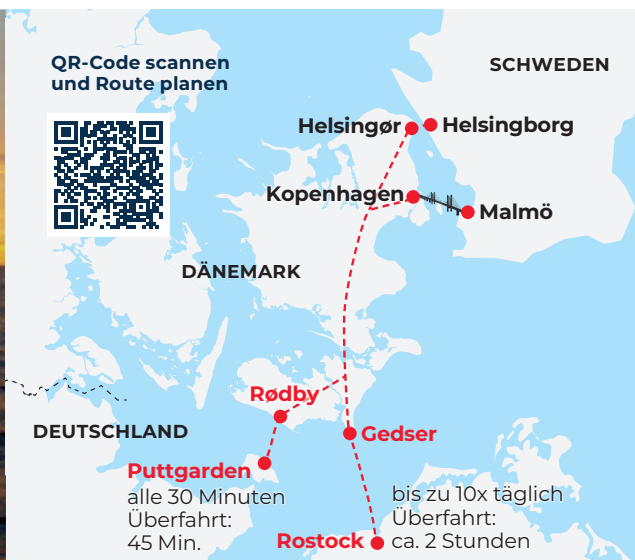 QR-Code scannen
und Route planen
SCHWEDEN
Helsingør
Helsingborg
Kopenhagen
Malmö
DÄNEMARK
Rødby
DEUTSCHLAND
Gedser
Puttgarden
alle 30 Minuten
Überfahrt:
45 Min.
bis zu 10x täglich
Überfahrt:
ca. 2 Stunden
Rostock